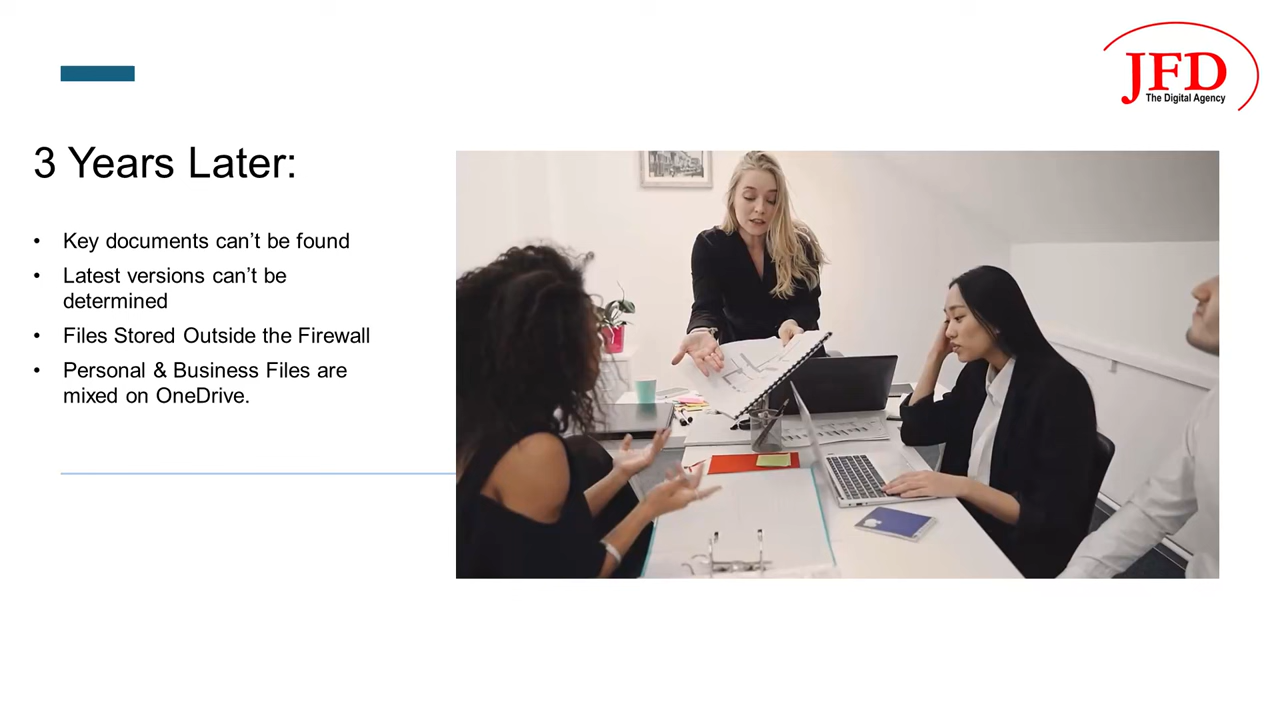 JFD
The Digital Agency
3 Years Later:
• Key documents can’t be found
• Latest versions can’t be
determined
• Files Stored Outside the Firewall
• Personal & Business Files are
mixed on OneDrive.